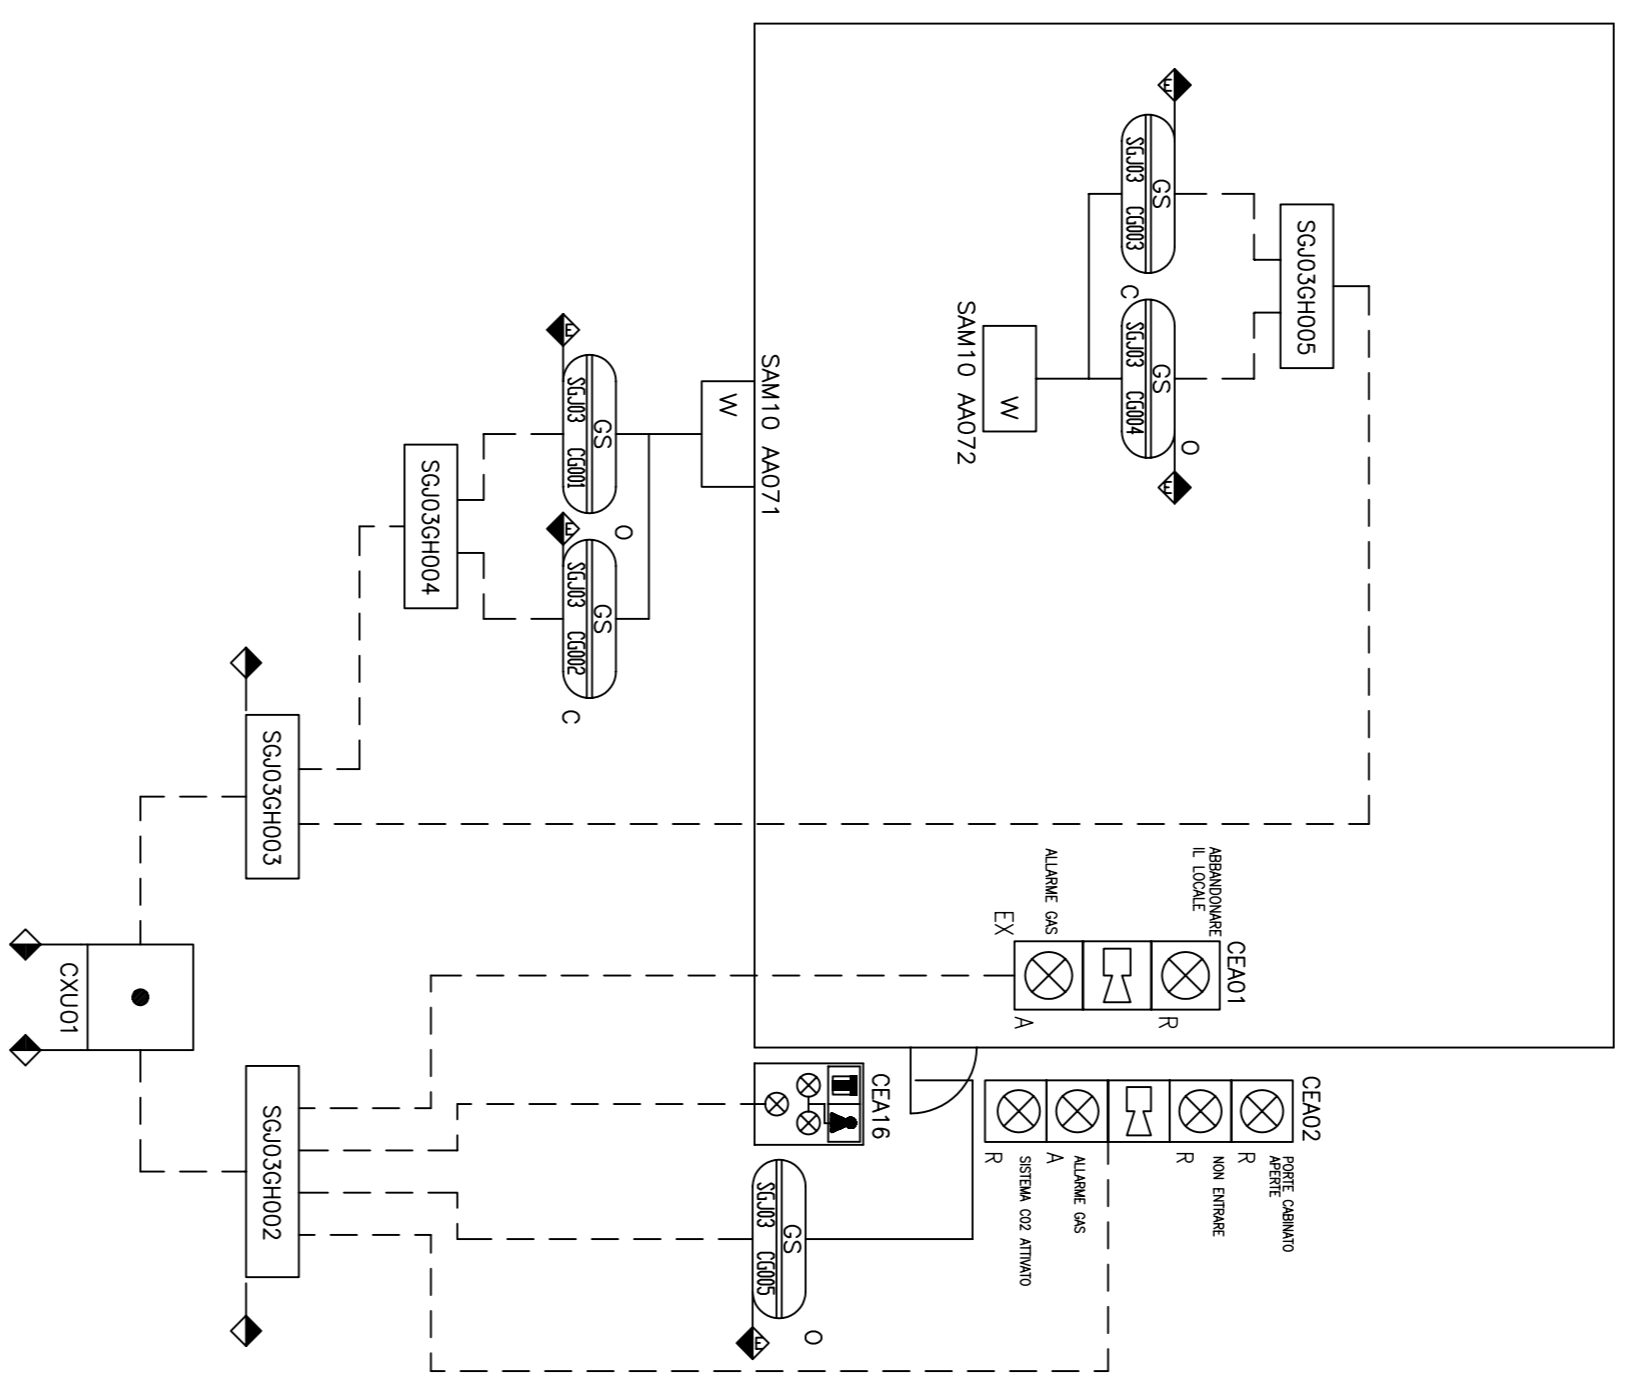 SGJ03GH005
GS
SGJ03 CG003
C
GS
SGJ03 CG004
O
E
E
W
SAM10 AA072
SAM10 AA071
W
GS
SGJ03 CG001
O
E
E
GS
SGJ03 CG002
C
SGJ03GH004
SGJ03GH003
CXU01
SGJ03GH002
CEA01
ABBANDONARE
IL LOCALE
R
ALLARME GAS
A
EX
CEA02
PORTE CABINATO
APERTE
R
NON ENTRARE
R
ALLARME GAS
A
SISTEMA CO2 ATTIVATO
R
CEA16
GS
SGJ03 CG005
O
E